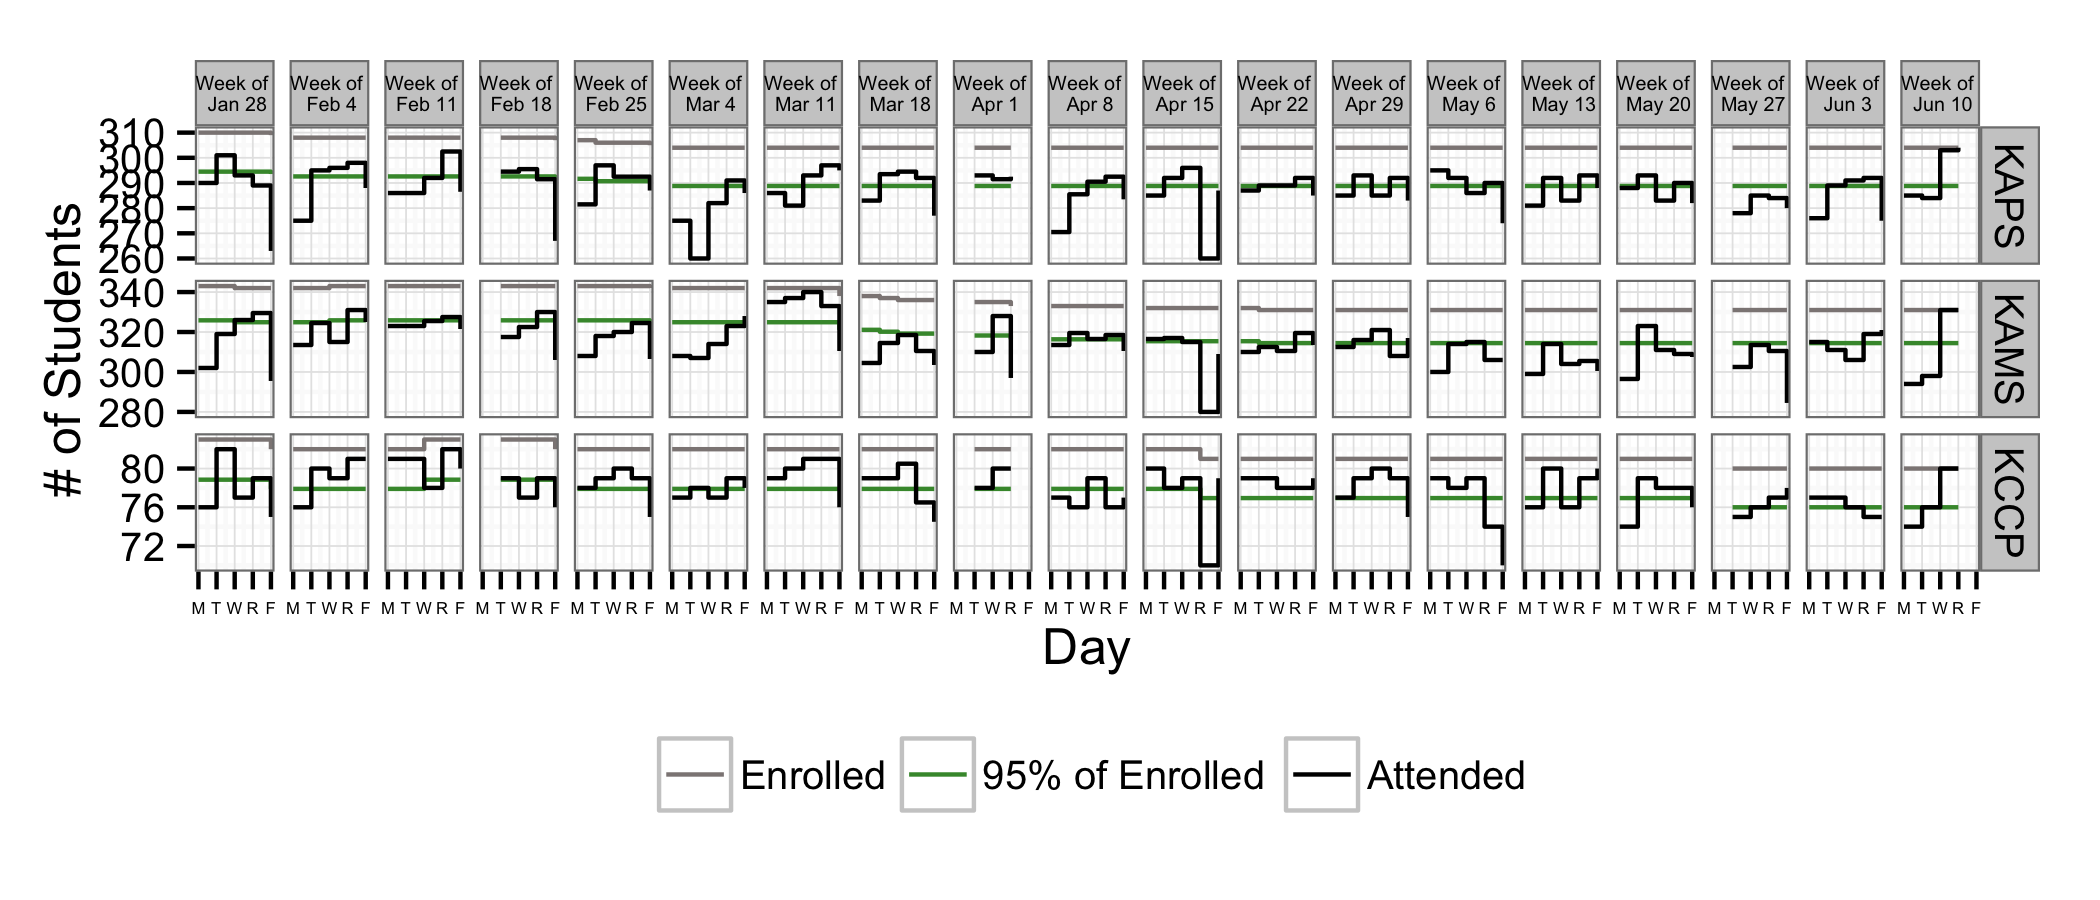 Week of Jan 28
Week of Feb 4
Week of Feb 11
Week of Feb 18
Week of Feb 25
Week of Mar 4
Week of Mar 11
Week of Mar 18
Week of Apr 1
Week of Apr 8
Week of Apr 15
Week of Apr 22
Week of Apr 29
Week of May 6
Week of May 13
Week of May 20
Week of May 27
Week of Jun 3
Week of Jun 10
# of Students
310
300
290
280
270
260
KAPS
340
320
300
280
KAMS
80
76
72
KCCP
M T W R F M T W R F M T W R F M T W R F M T W R F M T W R F M T W R F M T W R F M T W R F M T W R F M T W R F M T W R F M T W R F M T W R F M T W R F M T W R F M T W R F M T W R F M T W R F
Day
Enrolled 95% of Enrolled Attended